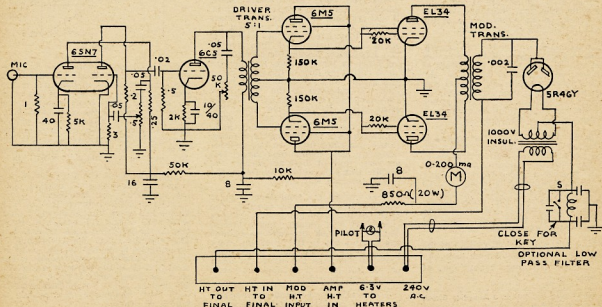 DRIVER
TRANS.
5:1
6M5
EL34
MOD.
TRANS.
MIC
6SN7
.02
6C5
.05
20K
.002
5R4GY
150K
.05
50
K
.2
.5
1
40
5K
.05
.5
.25
2K
10/
40
150K
EL34
1000V
INSUL.
.3
6M5
20K
0-200 ma
M
50K
10K
8
850Ω(20W)
16
8
S
PILOT
CLOSE FOR
KEY
OPTIONAL LOW
PASS FILTER
HT OUT
TO
FINAL
HT IN
TO
FINAL
MOD
H.T
INPUT
AMP
H.T
IN
6·3V
TO
HEATERS
240V
A.C.